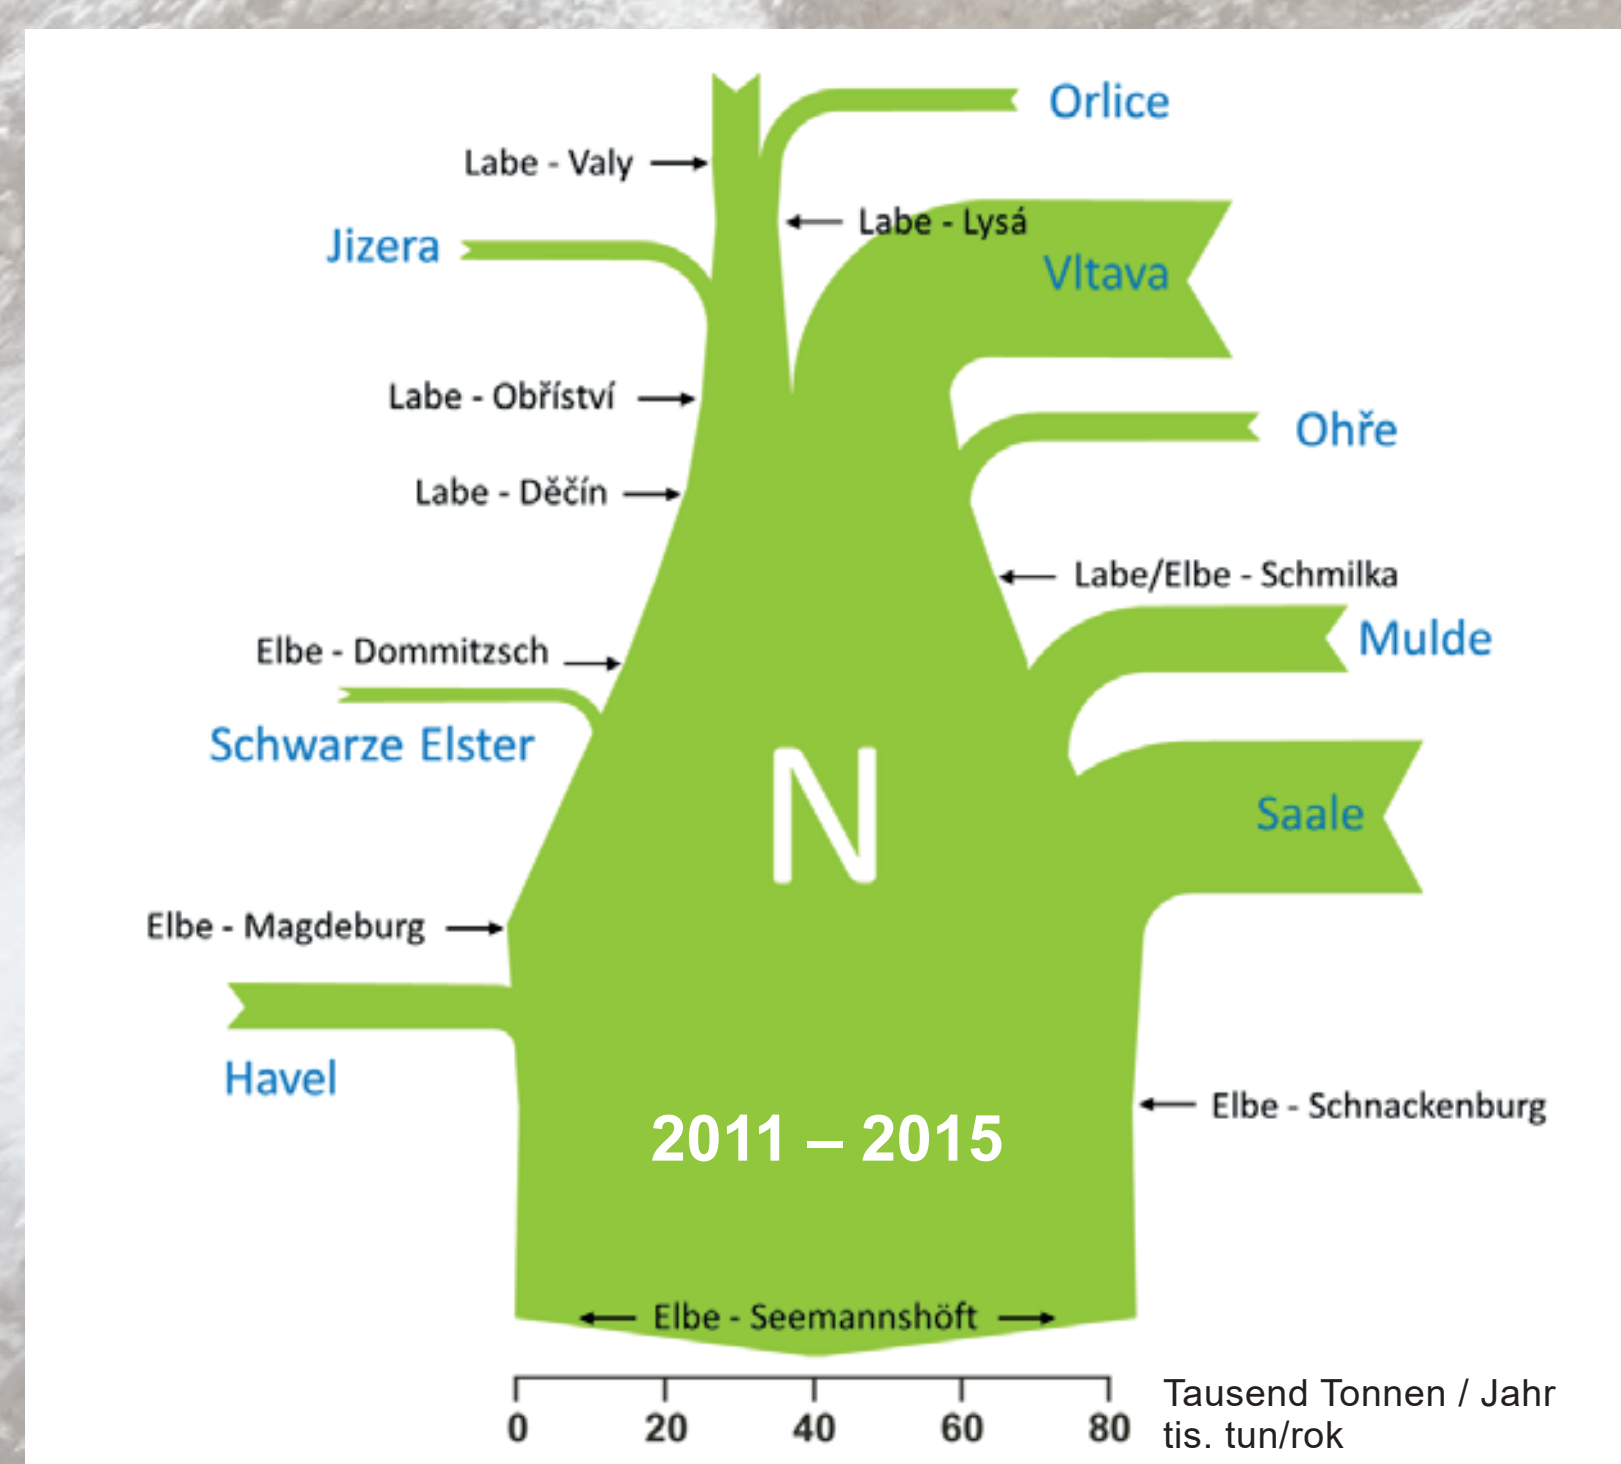 Orlice
Labe - Valy
Labe - Lysá
Jizera
Vltava
Labe - Obříství
Ohře
Labe - Děčín
Labe/Elbe - Schmilka
Mulde
Elbe - Dommitzsch
Schwarze Elster
N
Saale
Elbe - Magdeburg
Havel
Elbe - Schnackenburg
2011 – 2015
Elbe - Seemannshöft
0 20 40 60 80
Tausend Tonnen / Jahr
tis. tun/rok